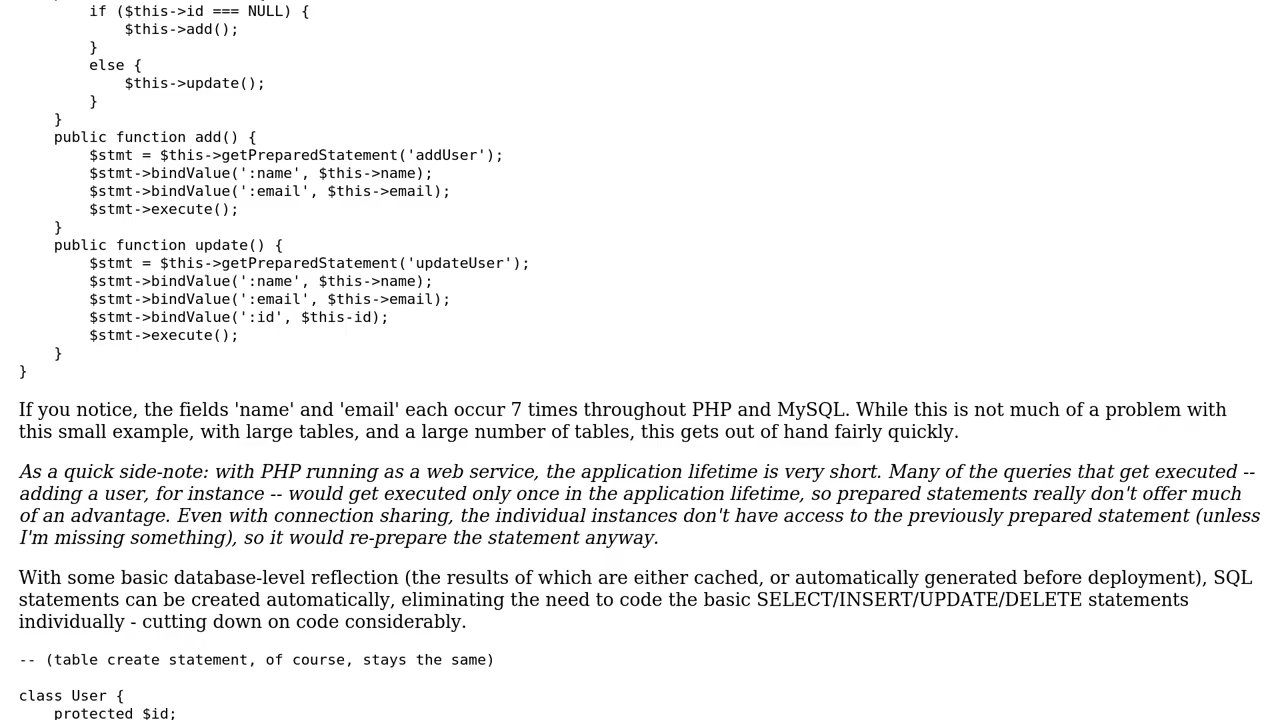 if ($this->id === NULL) {
$this->add();
}
else {
$this->update();
}
}
public function add() {
$stmt = $this->getPreparedStatement('addUser');
$stmt->bindValue(':name', $this->name);
$stmt->bindValue(':email', $this->email);
$stmt->execute();
}
public function update() {
$stmt = $this->getPreparedStatement('updateUser');
$stmt->bindValue(':name', $this->name);
$stmt->bindValue(':email', $this->email);
$stmt->bindValue(':id', $this-id);
$stmt->execute();
}
}
If you notice, the fields 'name' and 'email' each occur 7 times throughout PHP and MySQL. While this is not much of a problem with
this small example, with large tables, and a large number of tables, this gets out of hand fairly quickly.
As a quick side-note: with PHP running as a web service, the application lifetime is very short. Many of the queries that get executed --
adding a user, for instance -- would get executed only once in the application lifetime, so prepared statements really don't offer much
of an advantage. Even with connection sharing, the individual instances don't have access to the previously prepared statement (unless
I'm missing something), so it would re-prepare the statement anyway.
With some basic database-level reflection (the results of which are either cached, or automatically generated before deployment), SQL
statements can be created automatically, eliminating the need to code the basic SELECT/INSERT/UPDATE/DELETE statements
individually - cutting down on code considerably.
-- (table create statement, of course, stays the same)
class User {
protected $id;